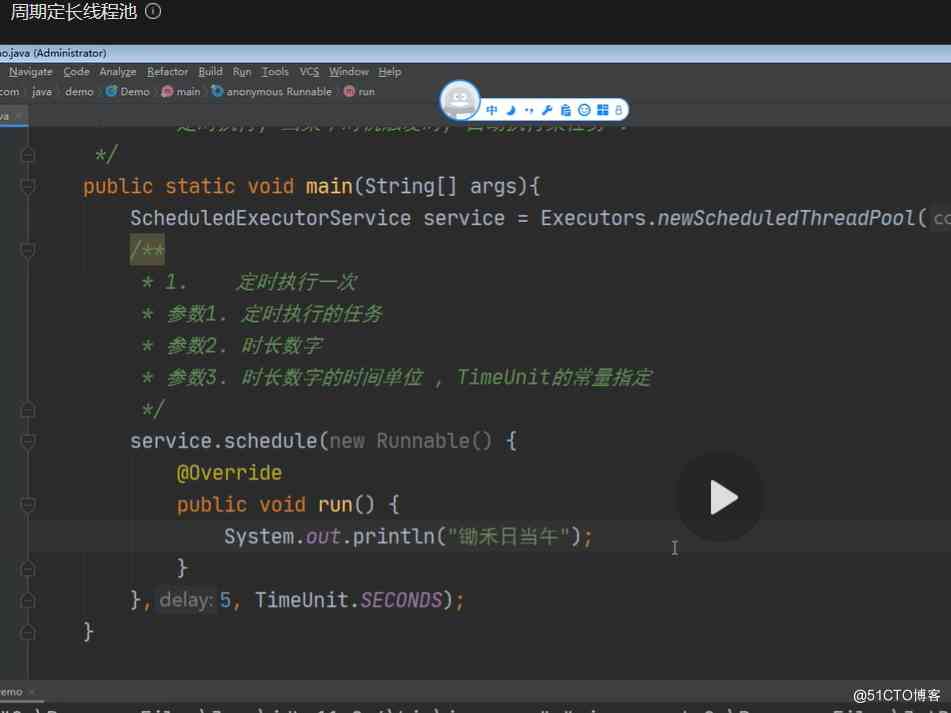 周期定长线程池
o.java (Administrator)
Navigate Code Analyze Refactor Build Run Tools VCS Window Help
com java demo Demo main anonymous Runnable run
中
va
*/
public static void main(String[] args){
ScheduledExecutorService service = Executors.newScheduledThreadPool(
/**
* 1. 定时执行一次
* 参数1. 定时执行的任务
* 参数2. 时长数字
* 参数3. 时长数字的时间单位 , TimeUnit的常量指定
*/
service.schedule(new Runnable() {
@Override
public void run() {
System.out.println("锄禾日当午");
}
}, delay: 5, TimeUnit.SECONDS);
}
emo
@51CTO博客